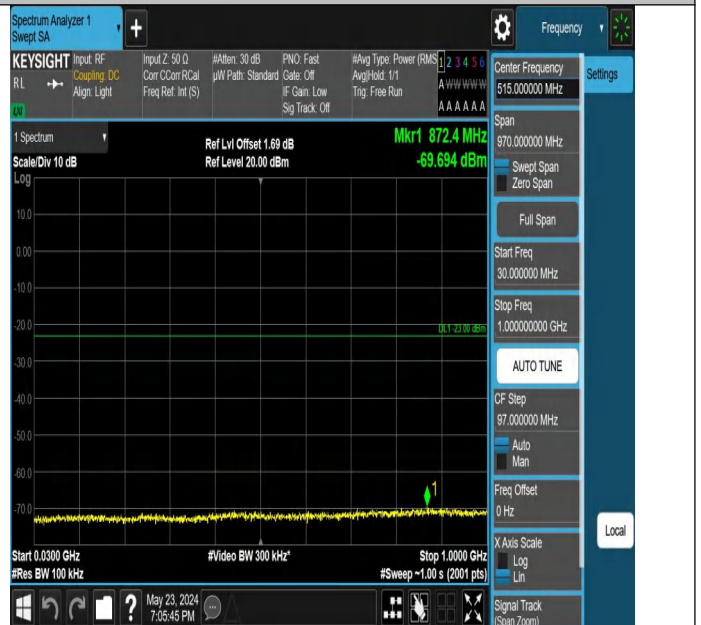 Spectrum Analyzer 1
Swept SA
Frequency
KEYSIGHT
Input: RF
Input Z: 50 Ω
#Atten: 30 dB
PNO: Fast
#Avg Type: Power (RMS
1 2 3 4 5 6
RL
Coupling: DC
Corr CCorr RCal
µW Path: Standard
Gate: Off
Avg|Hold: 1/1
A W W W W W
Align: Light
Freq Ref: Int (S)
IF Gain: Low
Trig: Free Run
Sig Track: Off
A A A A A A
LXI
Center Frequency
515.000000 MHz
Settings
1 Spectrum
Ref Lvl Offset 1.69 dB
Mkr1 872.4 MHz
Scale/Div 10 dB
Ref Level 20.00 dBm
-69.694 dBm
Log
10.0
0.00
-10.0
-20.0
DL1 -23.00 dBm
-30.0
-40.0
-50.0
-60.0
-70.0
1
Start 0.0300 GHz
#Video BW 300 kHz*
Stop 1.0000 GHz
#Res BW 100 kHz
#Sweep ~1.00 s (2001 pts)
Span
970.000000 MHz
Swept Span
Zero Span
Full Span
Start Freq
30.000000 MHz
Stop Freq
1.000000000 GHz
AUTO TUNE
CF Step
97.000000 MHz
Auto
Man
Freq Offset
0 Hz
X Axis Scale
Log
Lin
Signal Track
(Span Zoom)
Local
?
May 23, 2024
7:05:45 PM